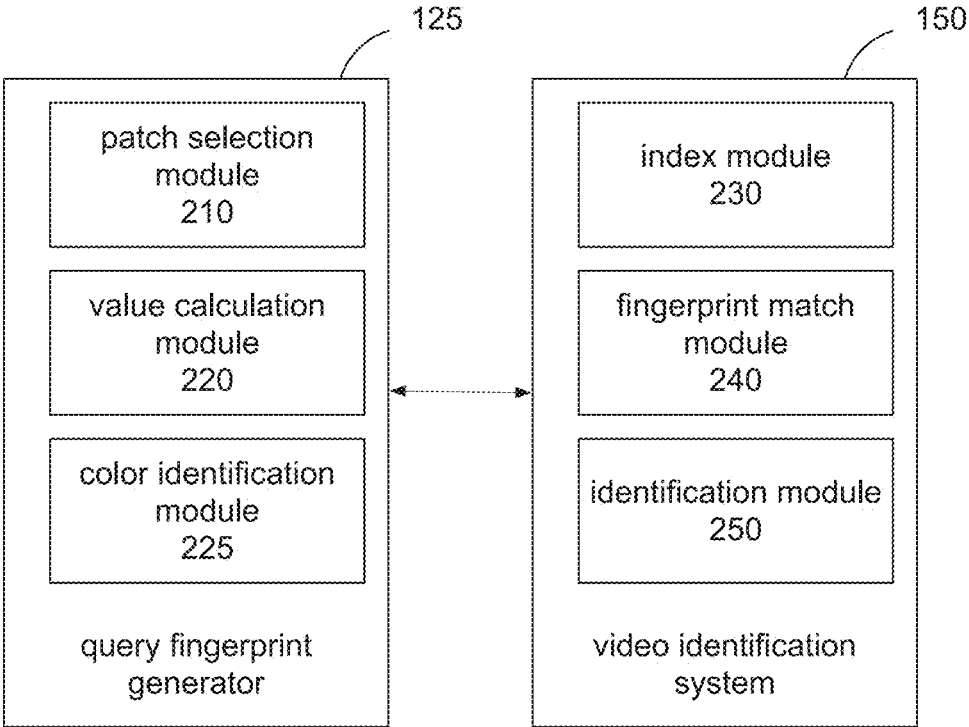 125
patch selection
module
210
value calculation
module
220
color identification
module
225
query fingerprint
generator
150
index module
230
fingerprint match
module
240
identification module
250
video identification
system